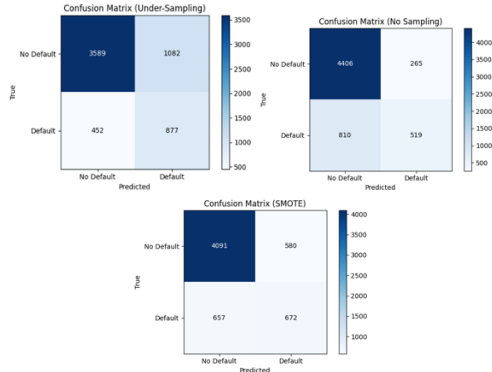 Confusion Matrix (Under-Sampling)
No Default
3589
1082
Default
452
877
No Default
Default
Predicted
True
3500
3000
2500
2000
1500
1000
500
Confusion Matrix (No Sampling)
No Default
4406
265
Default
810
519
No Default
Default
Predicted
True
4000
3500
3000
2500
2000
1500
1000
500
Confusion Matrix (SMOTE)
No Default
4091
580
Default
657
672
No Default
Default
Predicted
True
4000
3500
3000
2500
2000
1500
1000